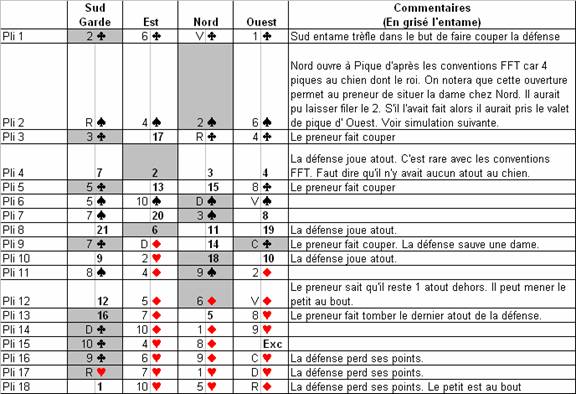 Sud Est Nord Ouest Commentaires
Garde (En grisé l'entame)
Pli 1 2 ♣ 6 ♣ V ♣ 1 ♣ Sud entame trèfle dans le but de faire couper la défense
Nord ouvre à Pique d'après les conventions FFT car 4
piques au chien dont le roi. On notera que cette ouverture
permet au preneur de situer la dame chez Nord. Il aurait
pu laisser filer le 2. S'il l'avait fait alors il aurait pris le valet
Pli 2 R ♠ 4 ♠ 2 ♠ 6 ♠ de pique d' Ouest. Voir simulation suivante.
Pli 3 3 ♣ 17 R ♣ 4 ♣ Le preneur fait couper
La défense joue atout. C'est rare avec les conventions
Pli 4 7 2 3 4 FFT. Faut dire qu'il n'y avait aucun atout au chien.
Pli 5 5 ♣ 13 15 8 ♣ Le preneur fait couper
Pli 6 5 ♠ 10 ♠ D ♠ V ♠
Pli 7 7 ♠ 20 3 ♠ 8
Pli 8 21 6 11 19 La défense joue atout.
Pli 9 7 ♣ D ♦ 14 C ♣ Le preneur fait couper. La défense sauve une dame.
Pli 10 9 2 ♥ 18 10 La défense joue atout.
Pli 11 8 ♠ 4 ♦ 9 ♠ 2 ♦
Le preneur sait qu'il reste 1 atout dehors. Il peut mener le
Pli 12 12 5 ♦ 6 ♦ V ♦ petit au bout.
Pli 13 16 7 ♦ 5 8 ♥ Le preneur fait tomber le dernier atout de la défense.
Pli 14 D ♣ 10 ♦ 1 ♦ 9 ♥
Pli 15 10 ♣ 4 ♥ 8 ♦ Exc
Pli 16 9 ♣ 6 ♥ 9 ♦ C ♥ La défense perd ses points.
Pli 17 R ♥ 7 ♥ 1 ♥ D ♥ La défense perd ses points.
Pli 18 1 10 ♥ 5 ♥ R ♦ La défense perd ses points. Le petit est au bout